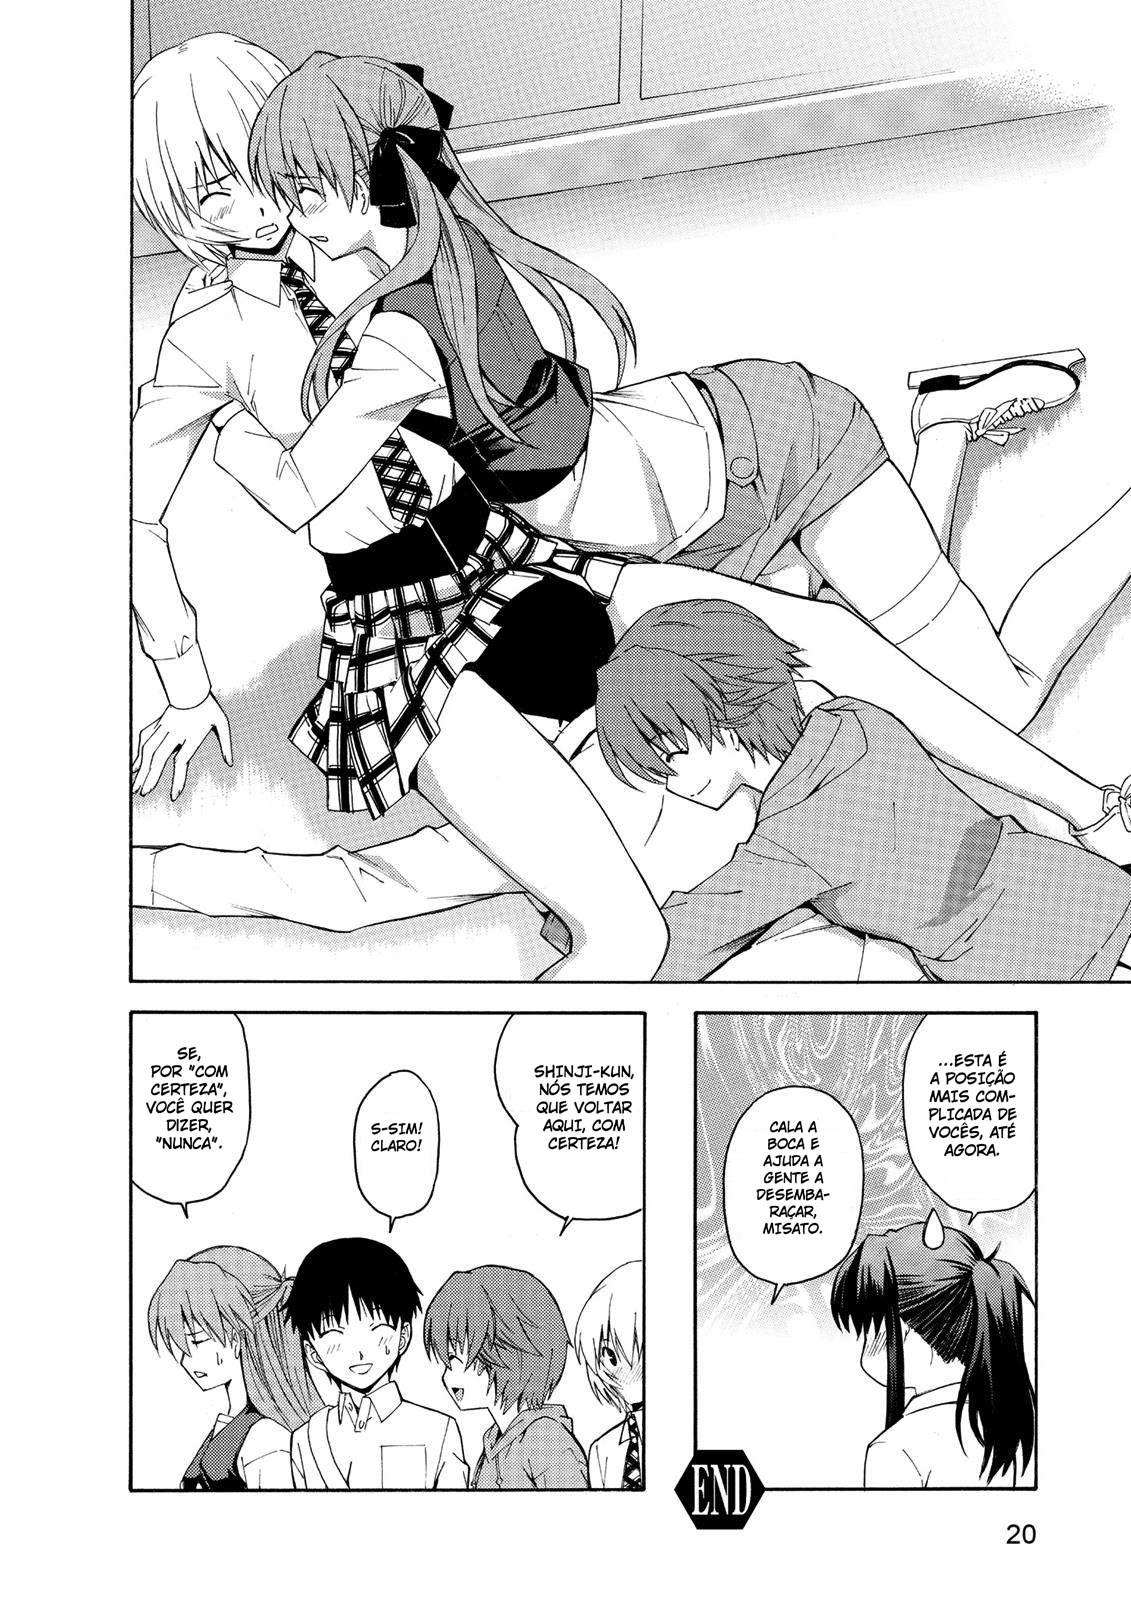 SHINJI-KUN,
NÓS TEMOS
QUE VOLTAR
AQUI, COM
CERTEZA!
S-SIM!
CLARO!
SE,
POR "COM
CERTEZA",
VOCÊ QUER
DIZER,
"NUNCA".
...ESTA É
A POSIÇÃO
MAIS COM-
PLICADA DE
VOCÊS, ATÉ
AGORA.
CALA A
BOCA E
AJUDA A
GENTE A
DESEMBA-
RAÇAR,
MISATO.
END
20